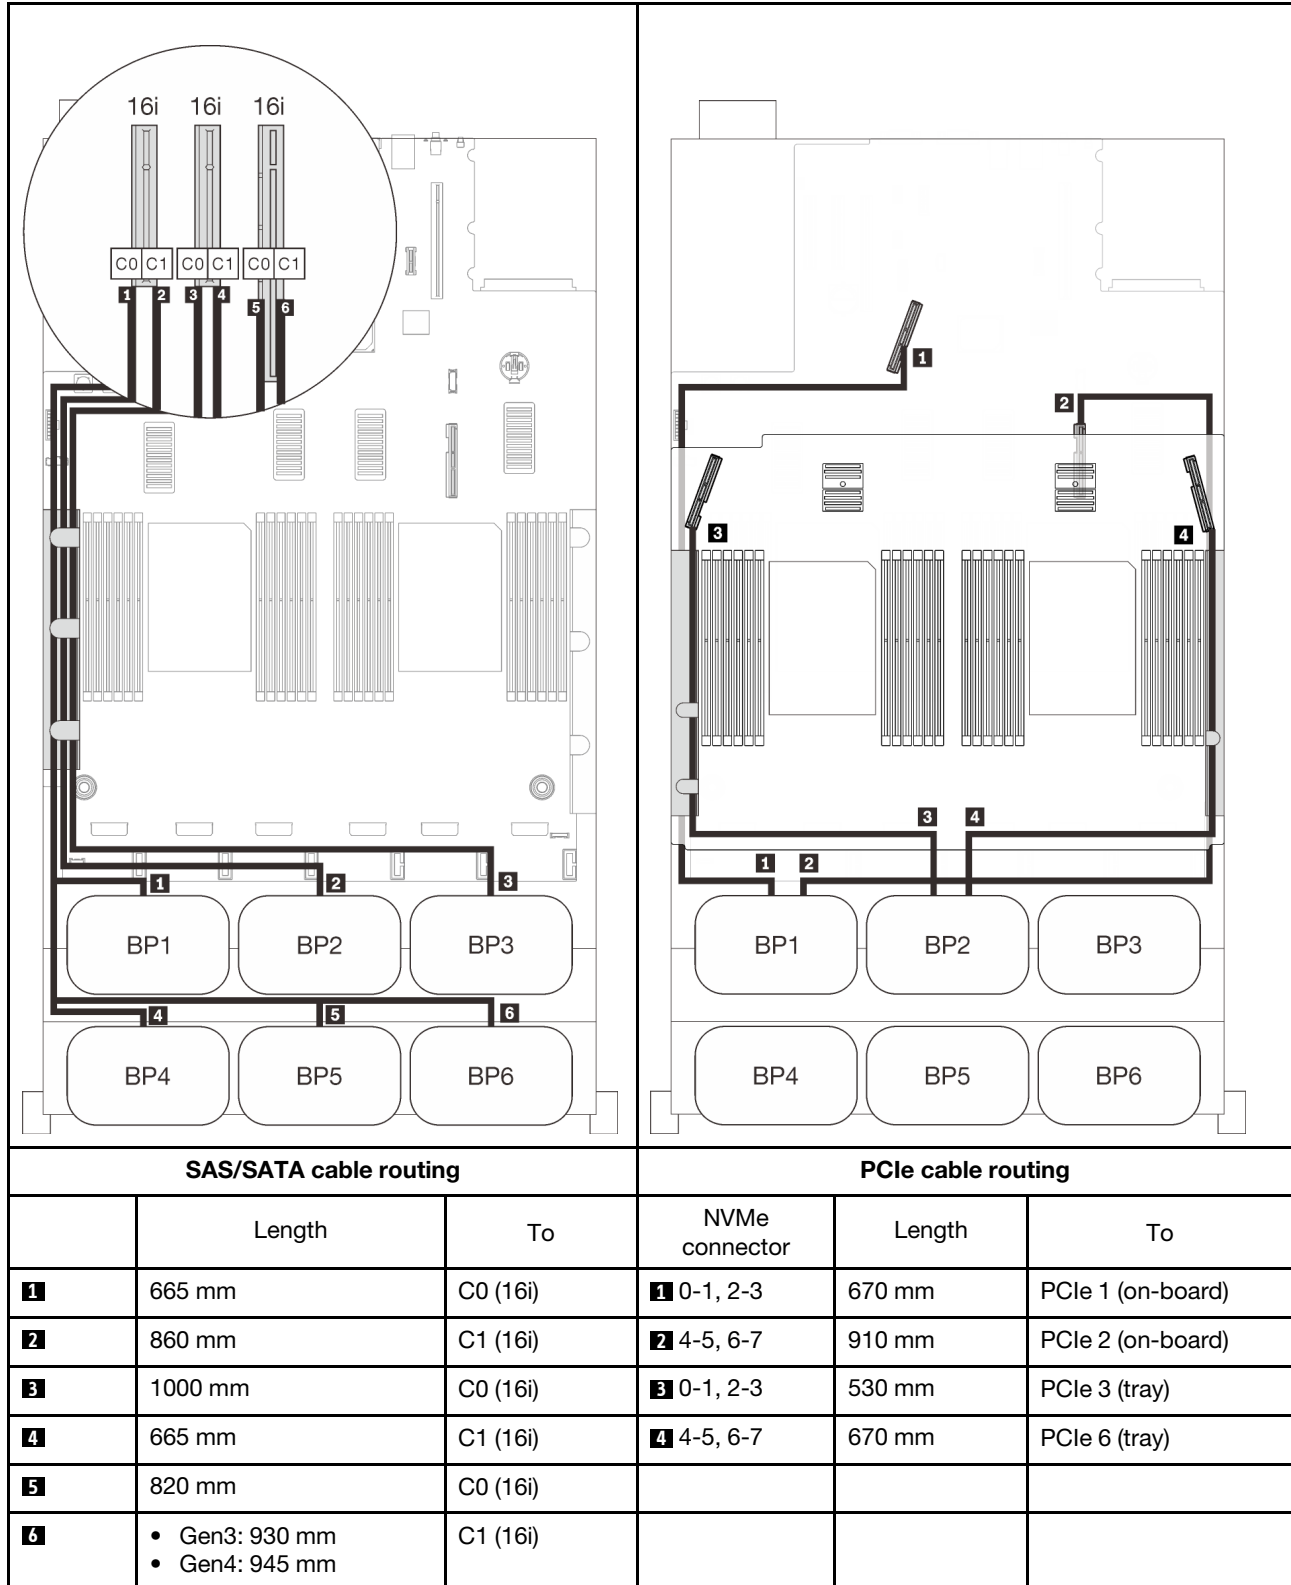 16i 16i 16i
C0 C1 C0 C1 C0 C1
1 2 3 4 5 6
1 2 3
BP1 BP2 BP3
4 5 6
BP4 BP5 BP6
1
2
3 4
3 4
1 2
BP1 BP2 BP3
BP4 BP5 BP6
SAS/SATA cable routing PCIe cable routing
Length To NVMe connector Length To
1 665 mm C0 (16i) 1 0-1, 2-3 670 mm PCIe 1 (on-board)
2 860 mm C1 (16i) 2 4-5, 6-7 910 mm PCIe 2 (on-board)
3 1000 mm C0 (16i) 3 0-1, 2-3 530 mm PCIe 3 (tray)
4 665 mm C1 (16i) 4 4-5, 6-7 670 mm PCIe 6 (tray)
5 820 mm C0 (16i)
6 • Gen3: 930 mm C1 (16i)
• Gen4: 945 mm